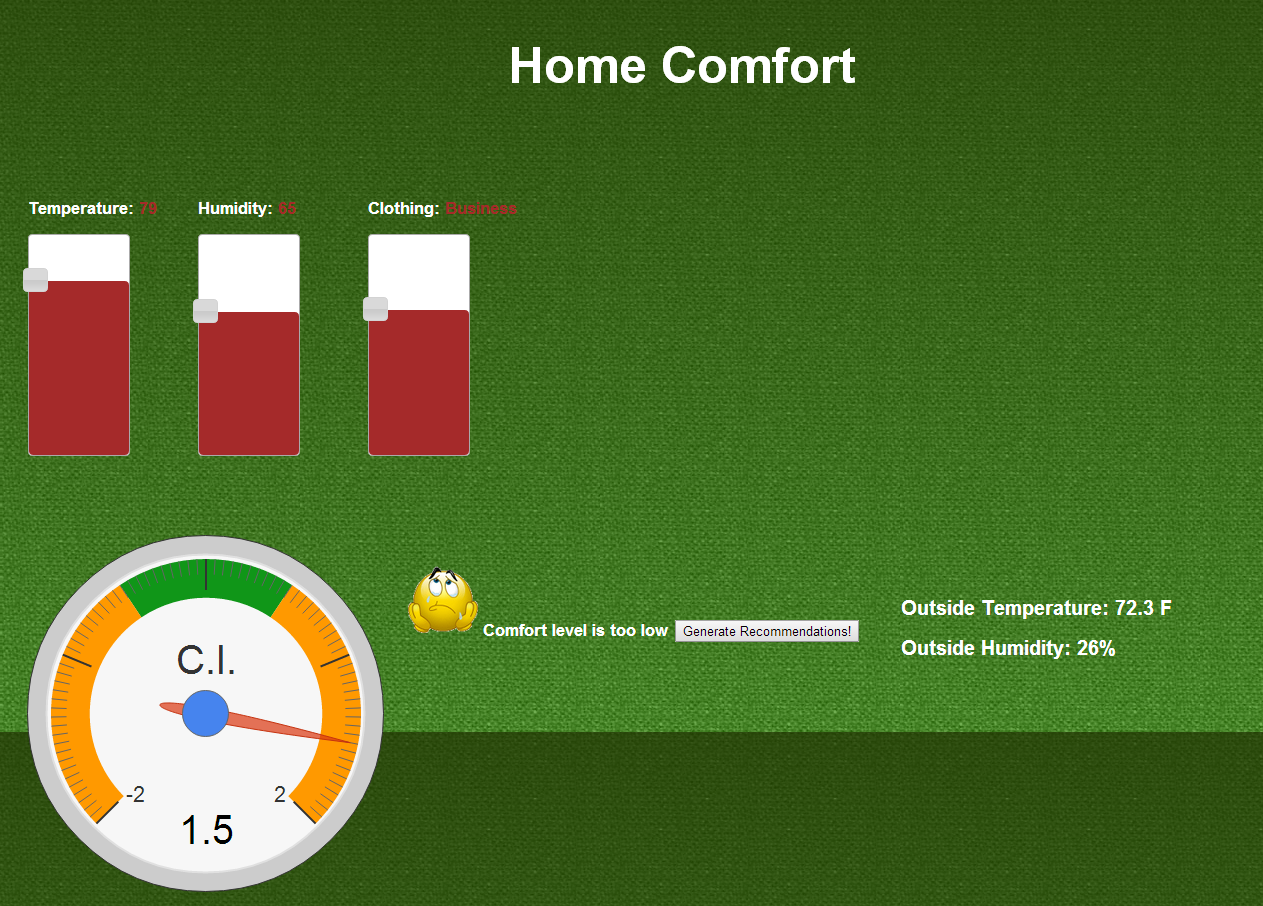 Home Comfort
Temperature: 79
Humidity: 65
Clothing: Business
C.I.
-2
2
1.5
Comfort level is too low
Generate Recommendations!
Outside Temperature: 72.3 F
Outside Humidity: 26%